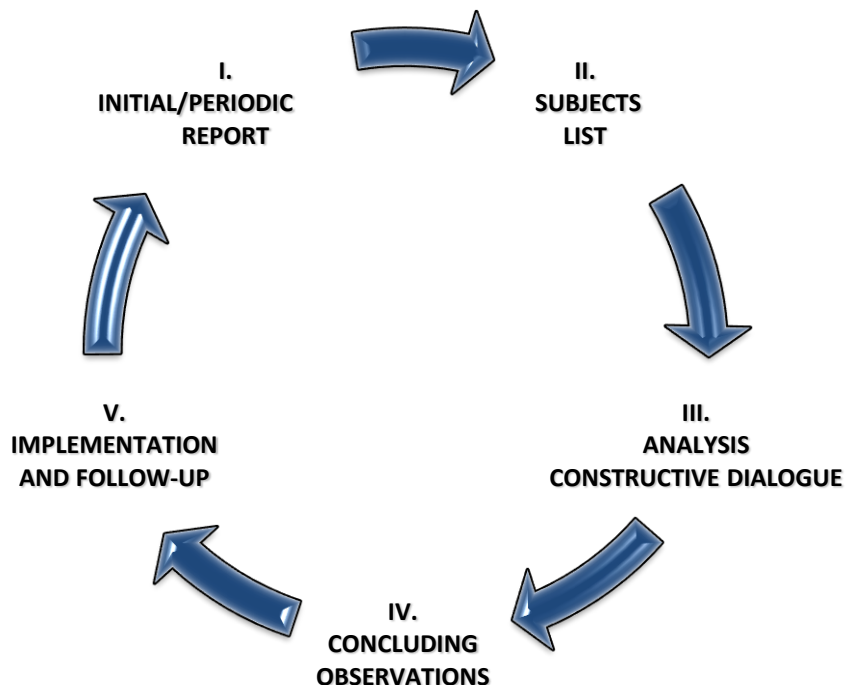 I.
INITIAL/PERIODIC
REPORT
II.
SUBJECTS
LIST
III.
ANALYSIS
CONSTRUCTIVE DIALOGUE
IV.
CONCLUDING
OBSERVATIONS
V.
IMPLEMENTATION
AND FOLLOW-UP